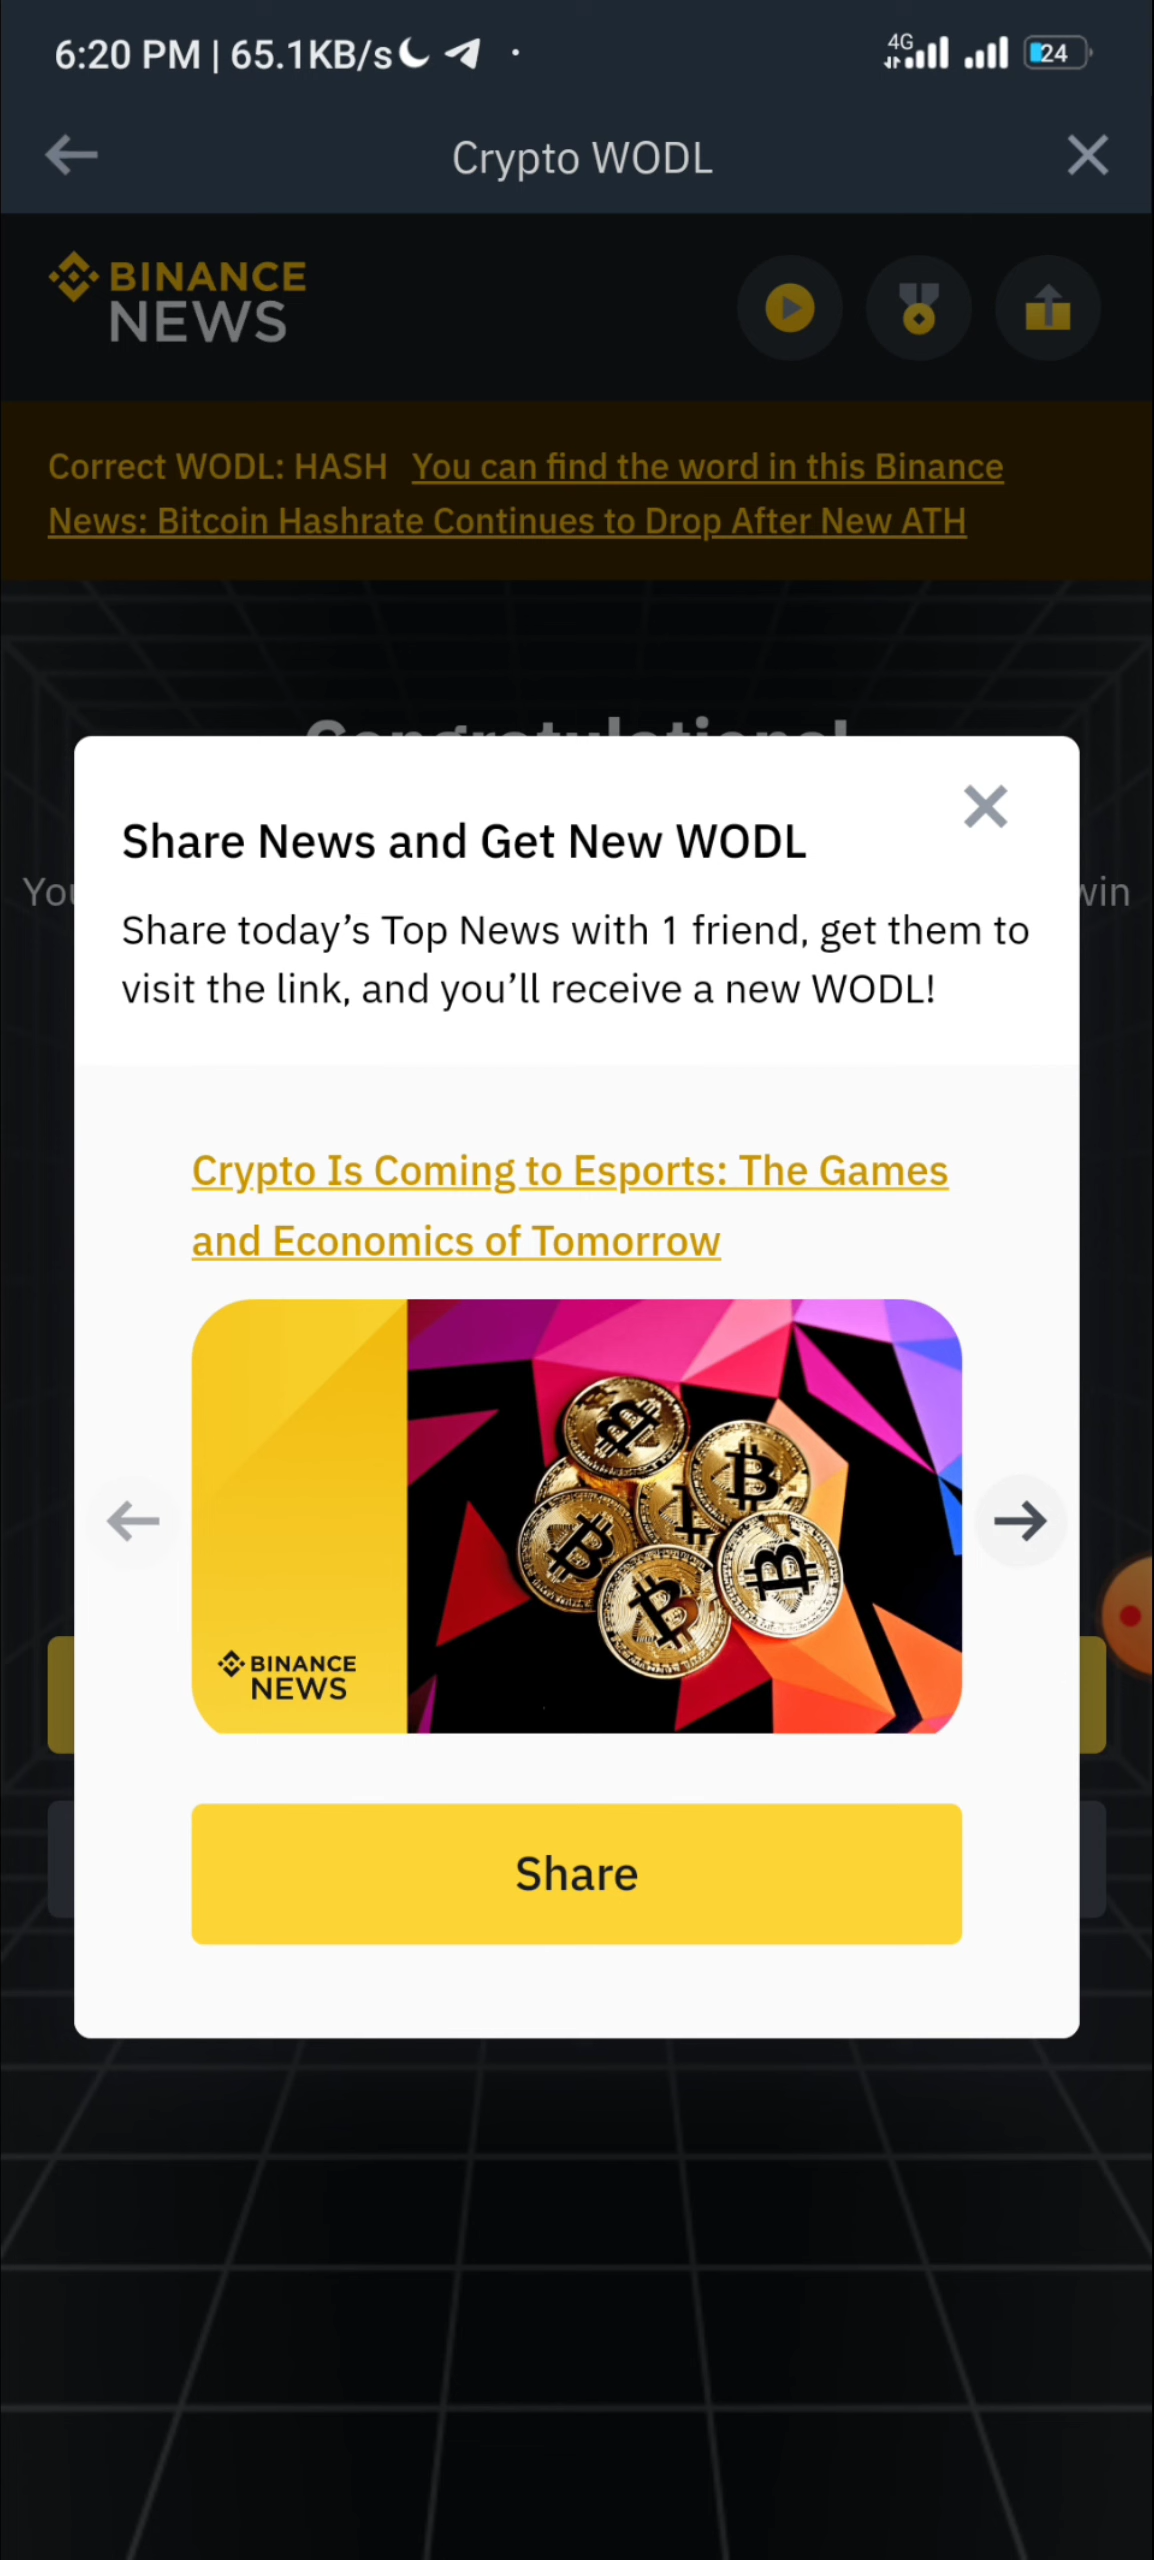 6:20 PM | 65.1KB/s
4G
24
Crypto WODL
BINANCE
NEWS
Correct WODL: HASH You can find the word in this Binance
News: Bitcoin Hashrate Continues to Drop After New ATH
Congratulations!
win
Share News and Get New WODL
Share today’s Top News with 1 friend, get them to
visit the link, and you’ll receive a new WODL!
Crypto Is Coming to Esports: The Games
and Economics of Tomorrow
BINANCE
NEWS
Share